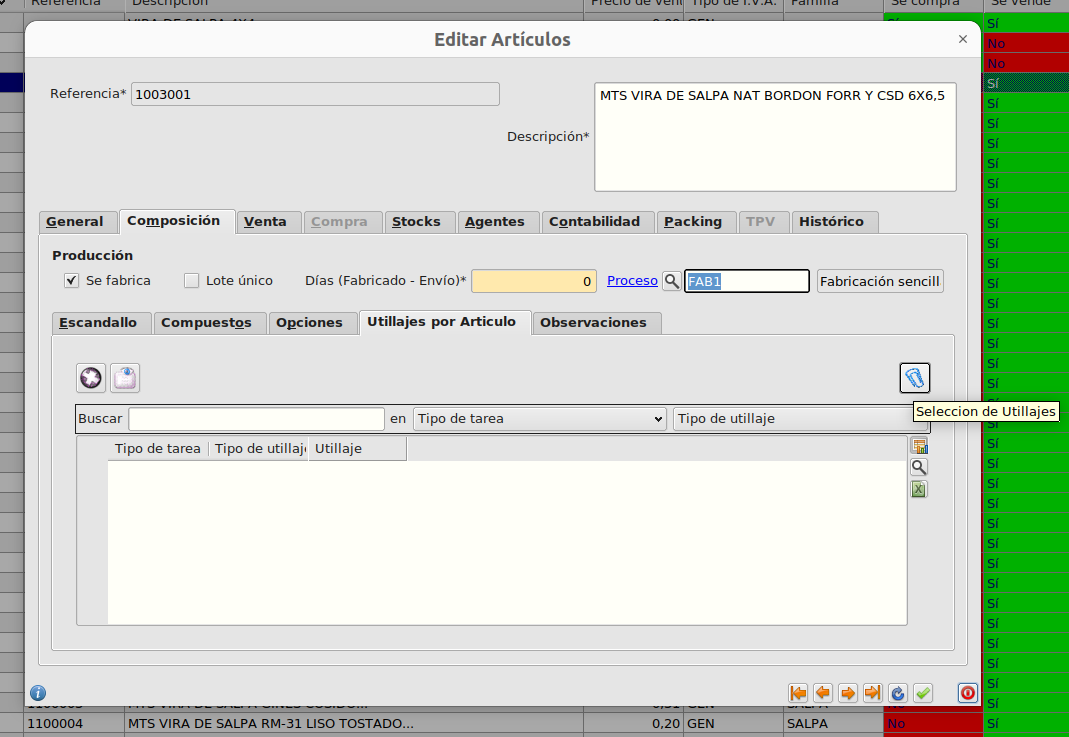 Referencia Descripción Precio de Ven Tipo de I.V.A. Familia Se compra Se vende
VIRA DE SALPA 4X4 0,00 GEN Sí
Editar Artículos
No
No
Sí
Referencia* 1003001
MTS VIRA DE SALPA NAT BORDON FORR Y CSD 6X6,5
Sí
Sí
Descripción*
Sí
Sí
Sí
Sí
General Composición Venta Compra Stocks Agentes Contabilidad Packing TPV Histórico
Sí
Sí
Producción
Sí
Se fabrica Lote único Días (Fabricado - Envío)* 0 Proceso FAB1 Fabricación sencill
Sí
Sí
Escandallo Compuestos Opciones Utillajes por Articulo Observaciones
Sí
Sí
Sí
Sí
Seleccion de Utillajes
Buscar en Tipo de tarea Tipo de utillaje
Sí
Tipo de tarea Tipo de utillaje Utillaje
Sí
Sí
Sí
Sí
Sí
Sí
Sí
Sí
Sí
Sí
Sí
Sí
Sí
1100004 MTS VIRA DE SALPA RM-31 LISO TOSTADO... 0,20 GEN SALPA No Sí